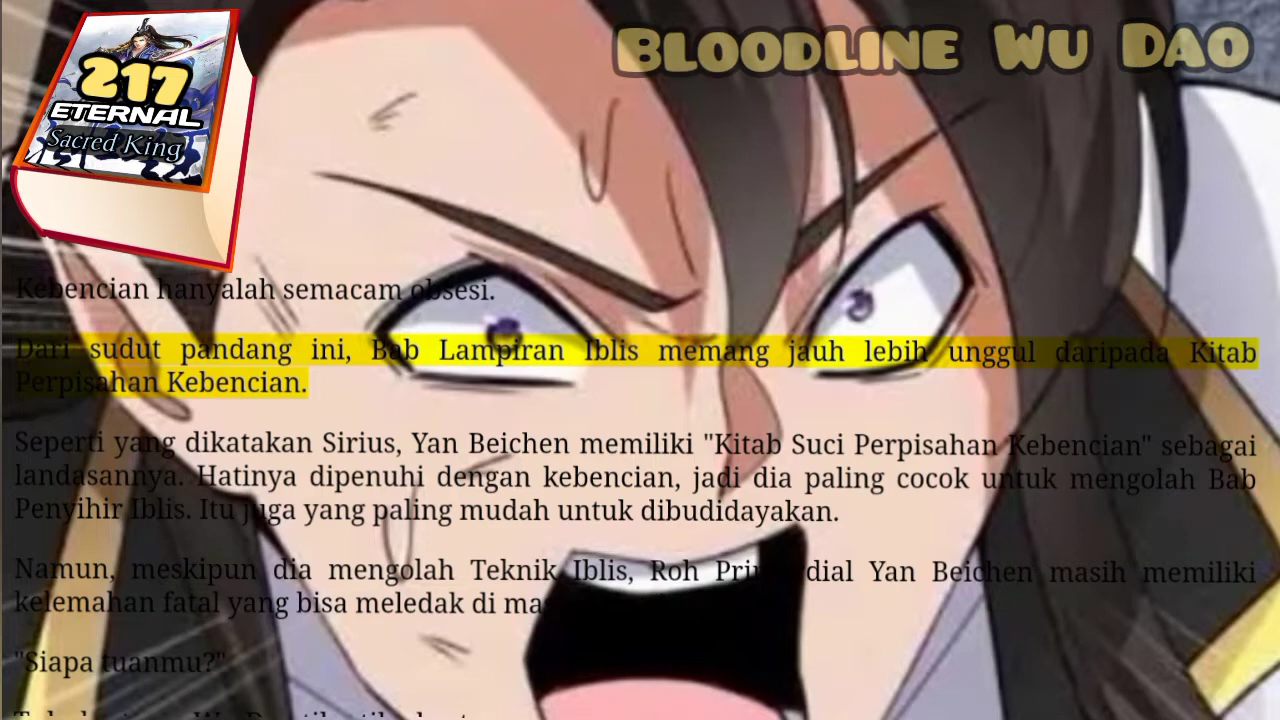 BLOODLINE WU DAO
217
ETERNAL
Sacred King
Kebencian hanyalah semacam obsesi.
Dari sudut pandang ini, Bab Lampiran Iblis memang jauh lebih unggul daripada Kitab
Perpisahan Kebencian.
Seperti yang dikatakan Sirius, Yan Beichen memiliki "Kitab Suci Perpisahan Kebencian" sebagai
landasannya. Hatinya dipenuhi dengan kebencian, jadi dia paling cocok untuk mengolah Bab
Penyihir Iblis. Itu juga yang paling mudah untuk dibudidayakan.
Namun, meskipun dia mengolah Teknik Iblis, Roh Primordial Yan Beichen masih memiliki
kelemahan fatal yang bisa meledak di
"Siapa tuanmu?"